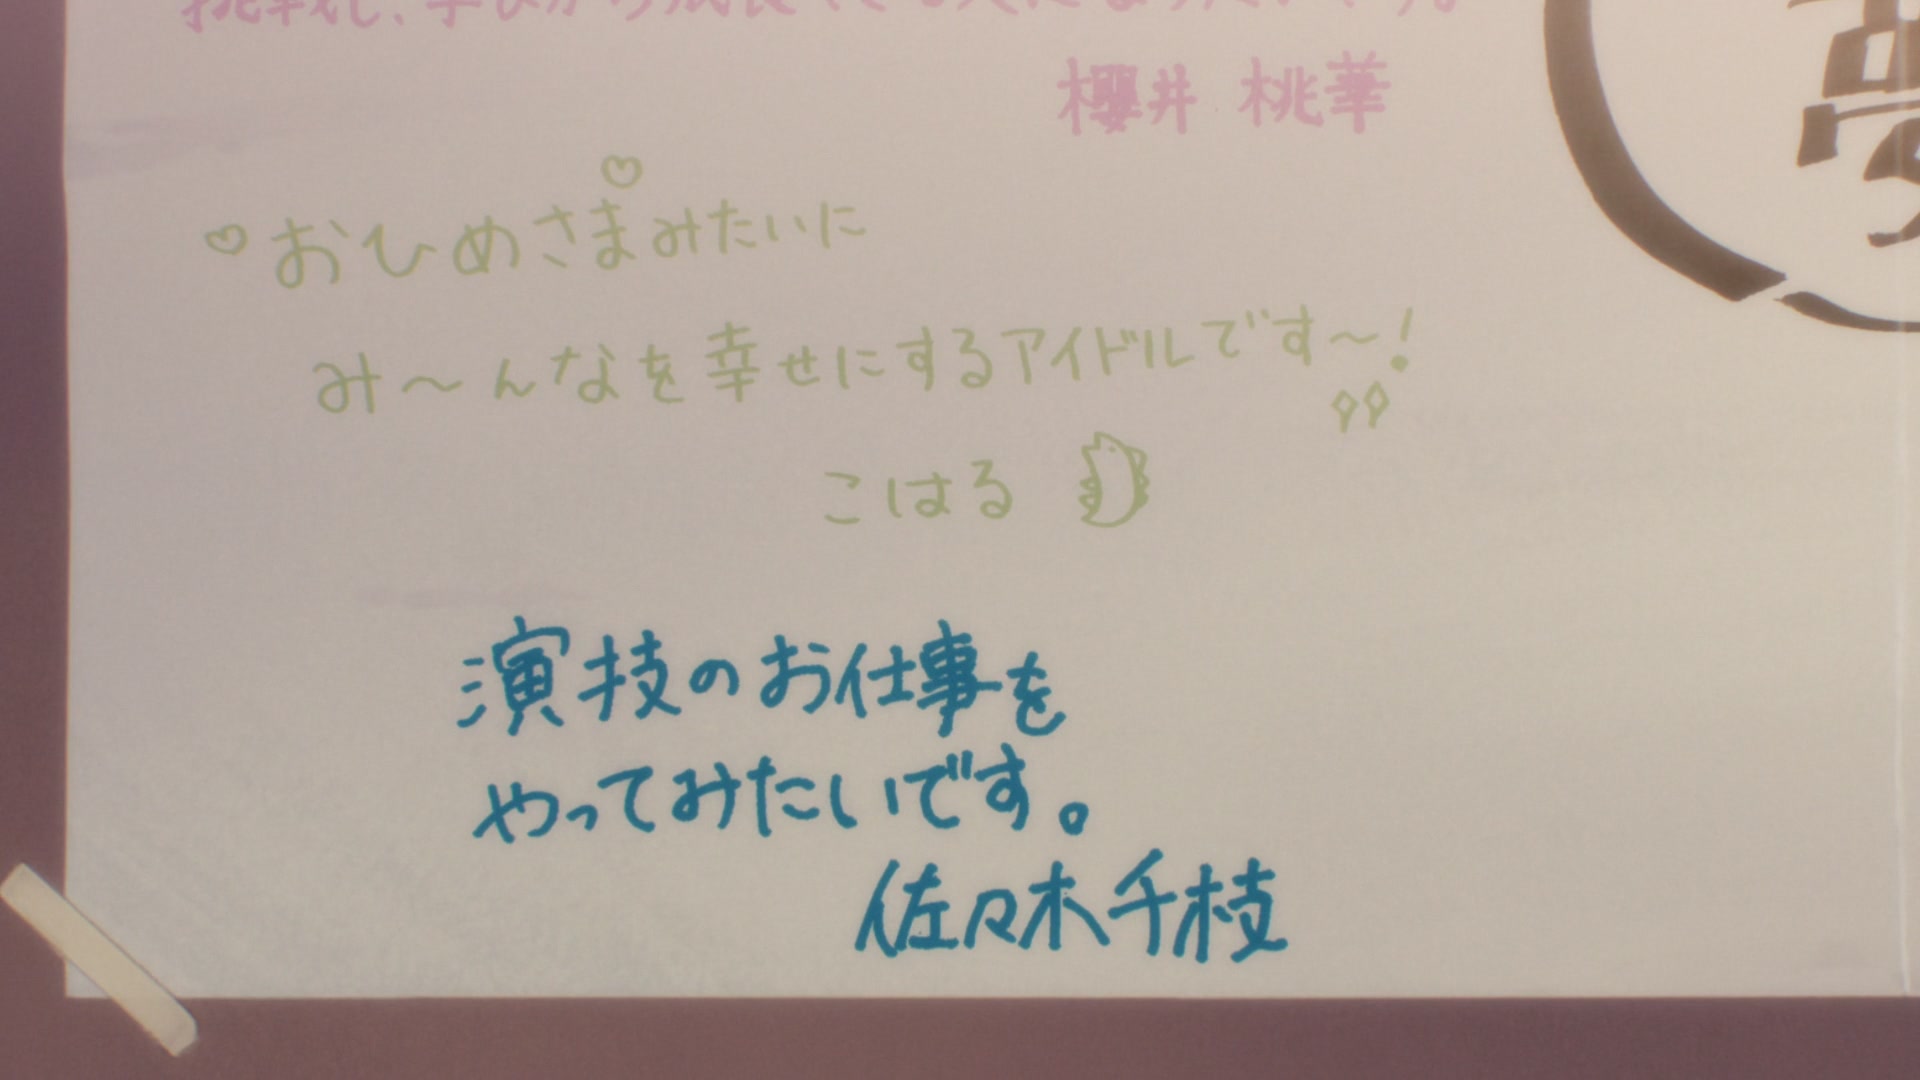 櫻井 桃華
夢
おひめさまみたいに
み〜んなを幸せにするアイドルです〜!
こはる
演技のお仕事を
やってみたいです。
佐々木千枝